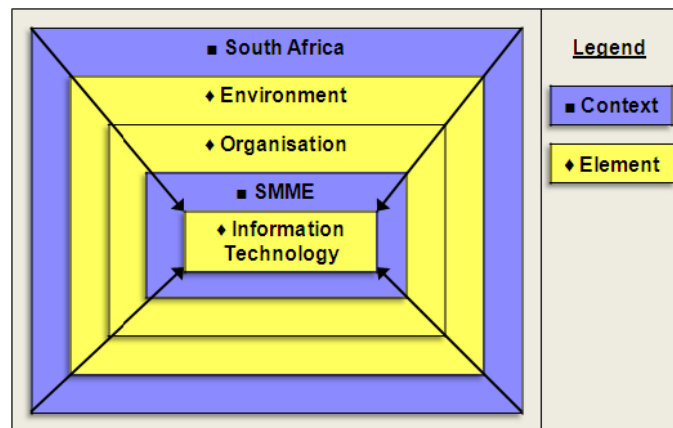 ■ South Africa
♦ Environment
♦ Organisation
■ SMME
♦ Information
Technology
Legend
■ Context
♦ Element